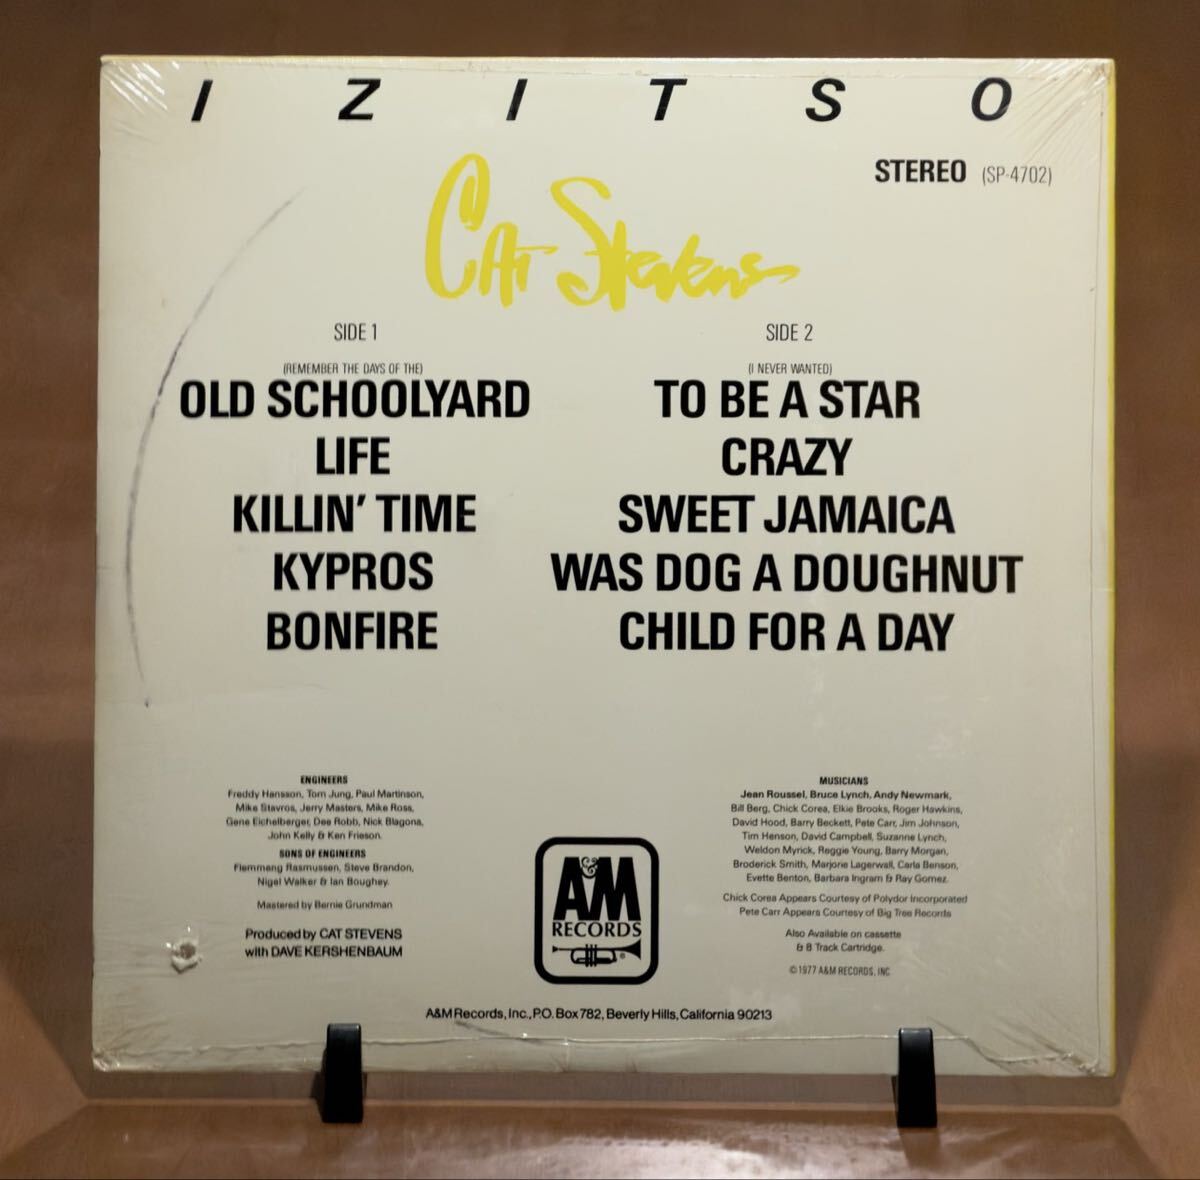 IZITSO
STEREO (SP-4702)
Cat Stevens
SIDE 1
(REMEMBER THE DAYS OF THE)
OLD SCHOOLYARD
LIFE
KILLIN' TIME
KYPROS
BONFIRE
SIDE 2
(I NEVER WANTED)
TO BE A STAR
CRAZY
SWEET JAMAICA
WAS DOG A DOUGHNUT
CHILD FOR A DAY
ENGINEERS
Freddy Hansson, Tom Jung, Paul Martinson,
Mike Stavros, Jerry Masters, Mike Ross,
Gene Eichelberger, Dee Robb, Nick Blagona,
John Kelly & Ken Frieson.
SONS OF ENGINEERS
Flemmang Rasmussen, Steve Brandon,
Nigel Walker & Ian Boughey.
Mastered by Bernie Grundman
Produced by CAT STEVENS
with DAVE KERSHENBAUM
A&M
RECORDS
®
MUSICIANS
Jean Roussel, Bruce Lynch, Andy Newmark,
Bill Berg, Chick Corea, Elkie Brooks, Roger Hawkins,
David Hood, Barry Beckett, Pete Carr, Jim Johnson,
Tim Henson, David Campbell, Suzanne Lynch,
Weldon Myrick, Reggie Young, Barry Morgan,
Broderick Smith, Marjorie Lagerwall, Carla Benson,
Evette Benton, Barbara Ingram & Ray Gomez.
Chick Corea Appears Courtesy of Polydor Incorporated
Pete Carr Appears Courtesy of Big Tree Records
Also Available on cassette
& 8 Track Cartridge.
©1977 A&M RECORDS, INC
A&M Records, Inc., P.O. Box 782, Beverly Hills, California 90213